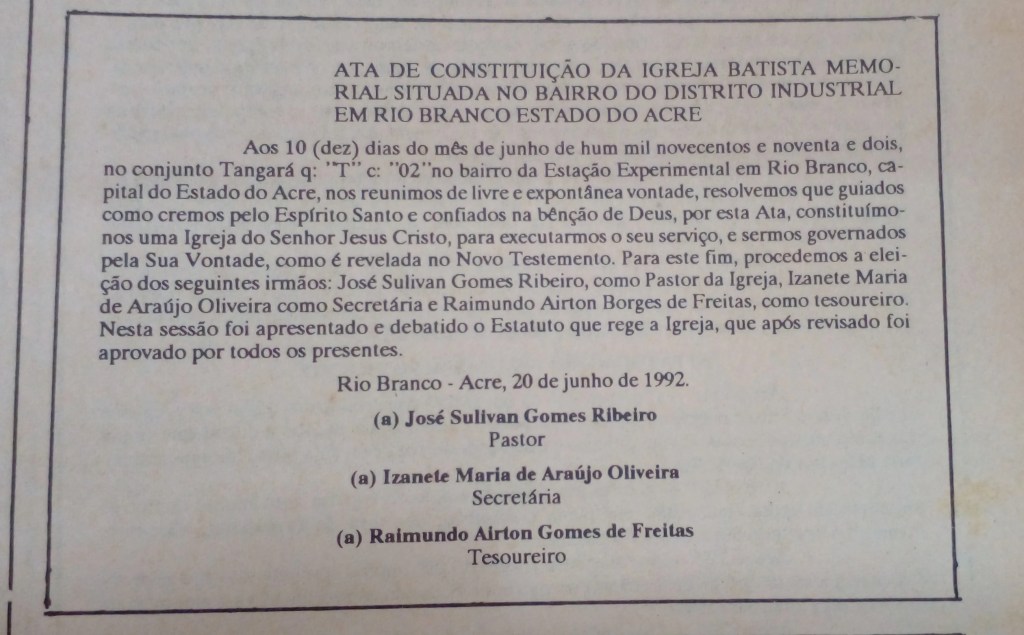 ATA DE CONSTITUIÇÃO DA IGREJA BATISTA MEMO-
RIAL SITUADA NO BAIRRO DO DISTRITO INDUSTRIAL
EM RIO BRANCO ESTADO DO ACRE
Aos 10 (dez) dias do mês de junho de hum mil novecentos e noventa e dois,
no conjunto Tangará q: "T" c: "02"no bairro da Estação Experimental em Rio Branco, ca-
pital do Estado do Acre, nos reunimos de livre e expontânea vontade, resolvemos que guiados
como cremos pelo Espírito Santo e confiados na bênção de Deus, por esta Ata, constituímo-
nos uma Igreja do Senhor Jesus Cristo, para executarmos o seu serviço, e sermos governados
pela Sua Vontade, como é revelada no Novo Testemento. Para este fim, procedemos a elei-
ção dos seguintes irmãos: José Sulivan Gomes Ribeiro, como Pastor da Igreja, Izanete Maria
de Araújo Oliveira como Secretária e Raimundo Airton Borges de Freitas, como tesoureiro.
Nesta sessão foi apresentado e debatido o Estatuto que rege a Igreja, que após revisado foi
aprovado por todos os presentes.
Rio Branco - Acre, 20 de junho de 1992.
(a) José Sulivan Gomes Ribeiro
Pastor
(a) Izanete Maria de Araújo Oliveira
Secretária
(a) Raimundo Airton Gomes de Freitas
Tesoureiro